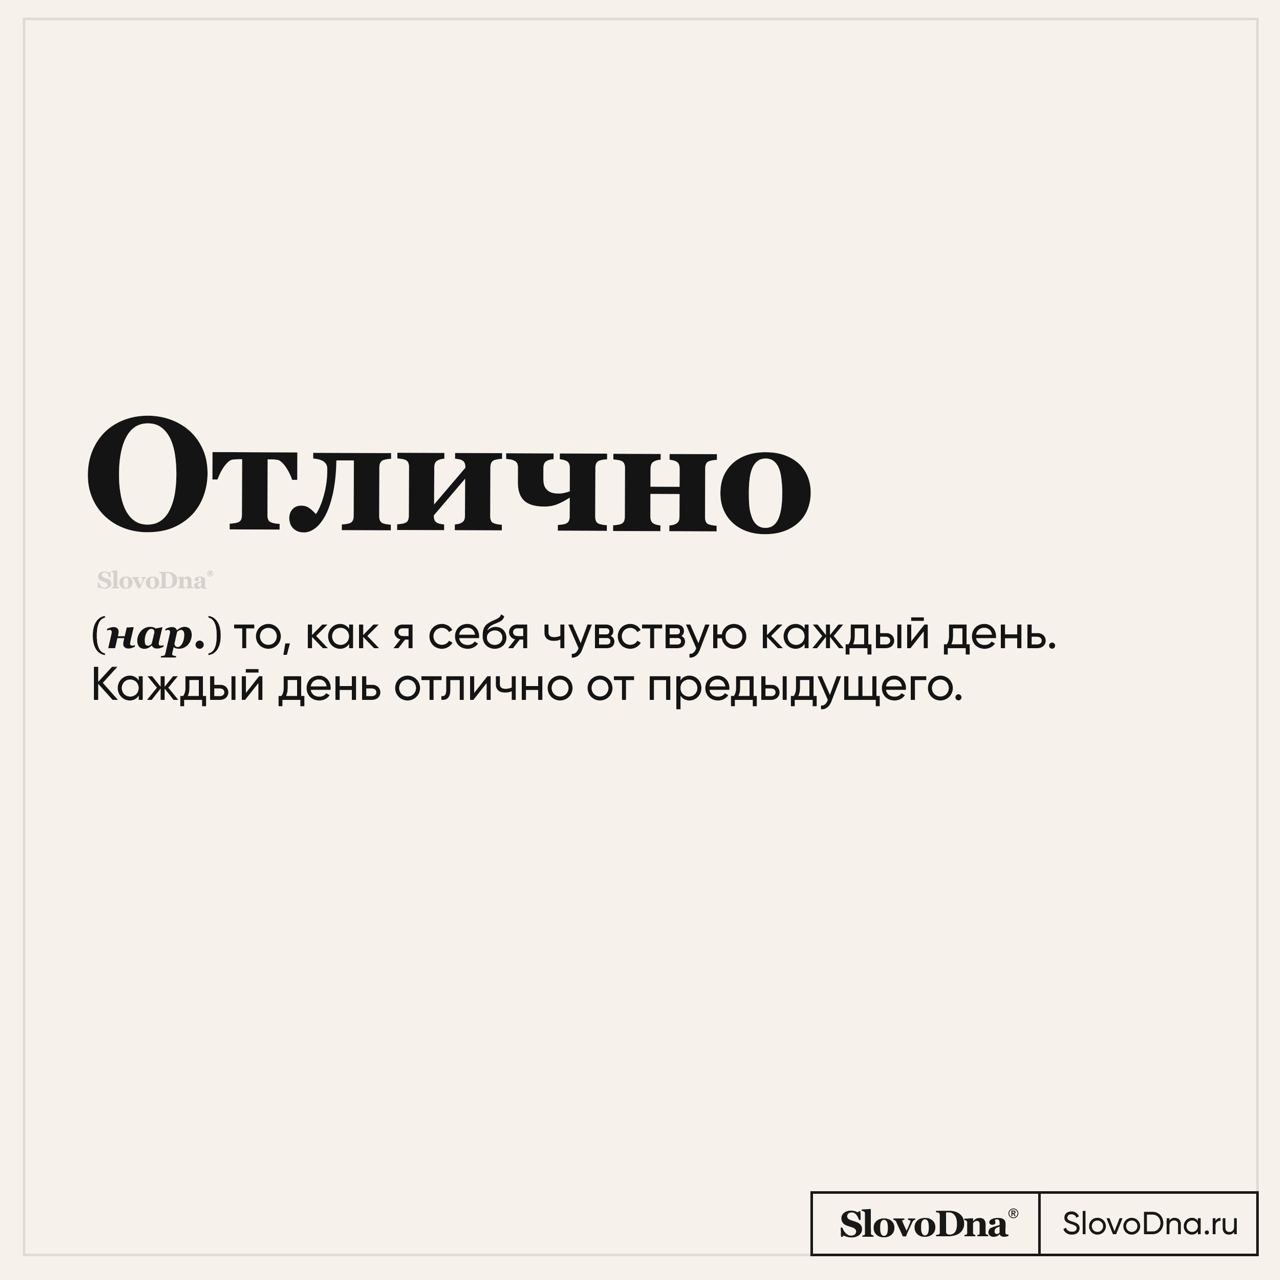 Отлично
SlovoDna®
(нар.) то, как я себя чувствую каждый день.
Каждый день отлично от предыдущего.
SlovoDna® SlovoDna.ru